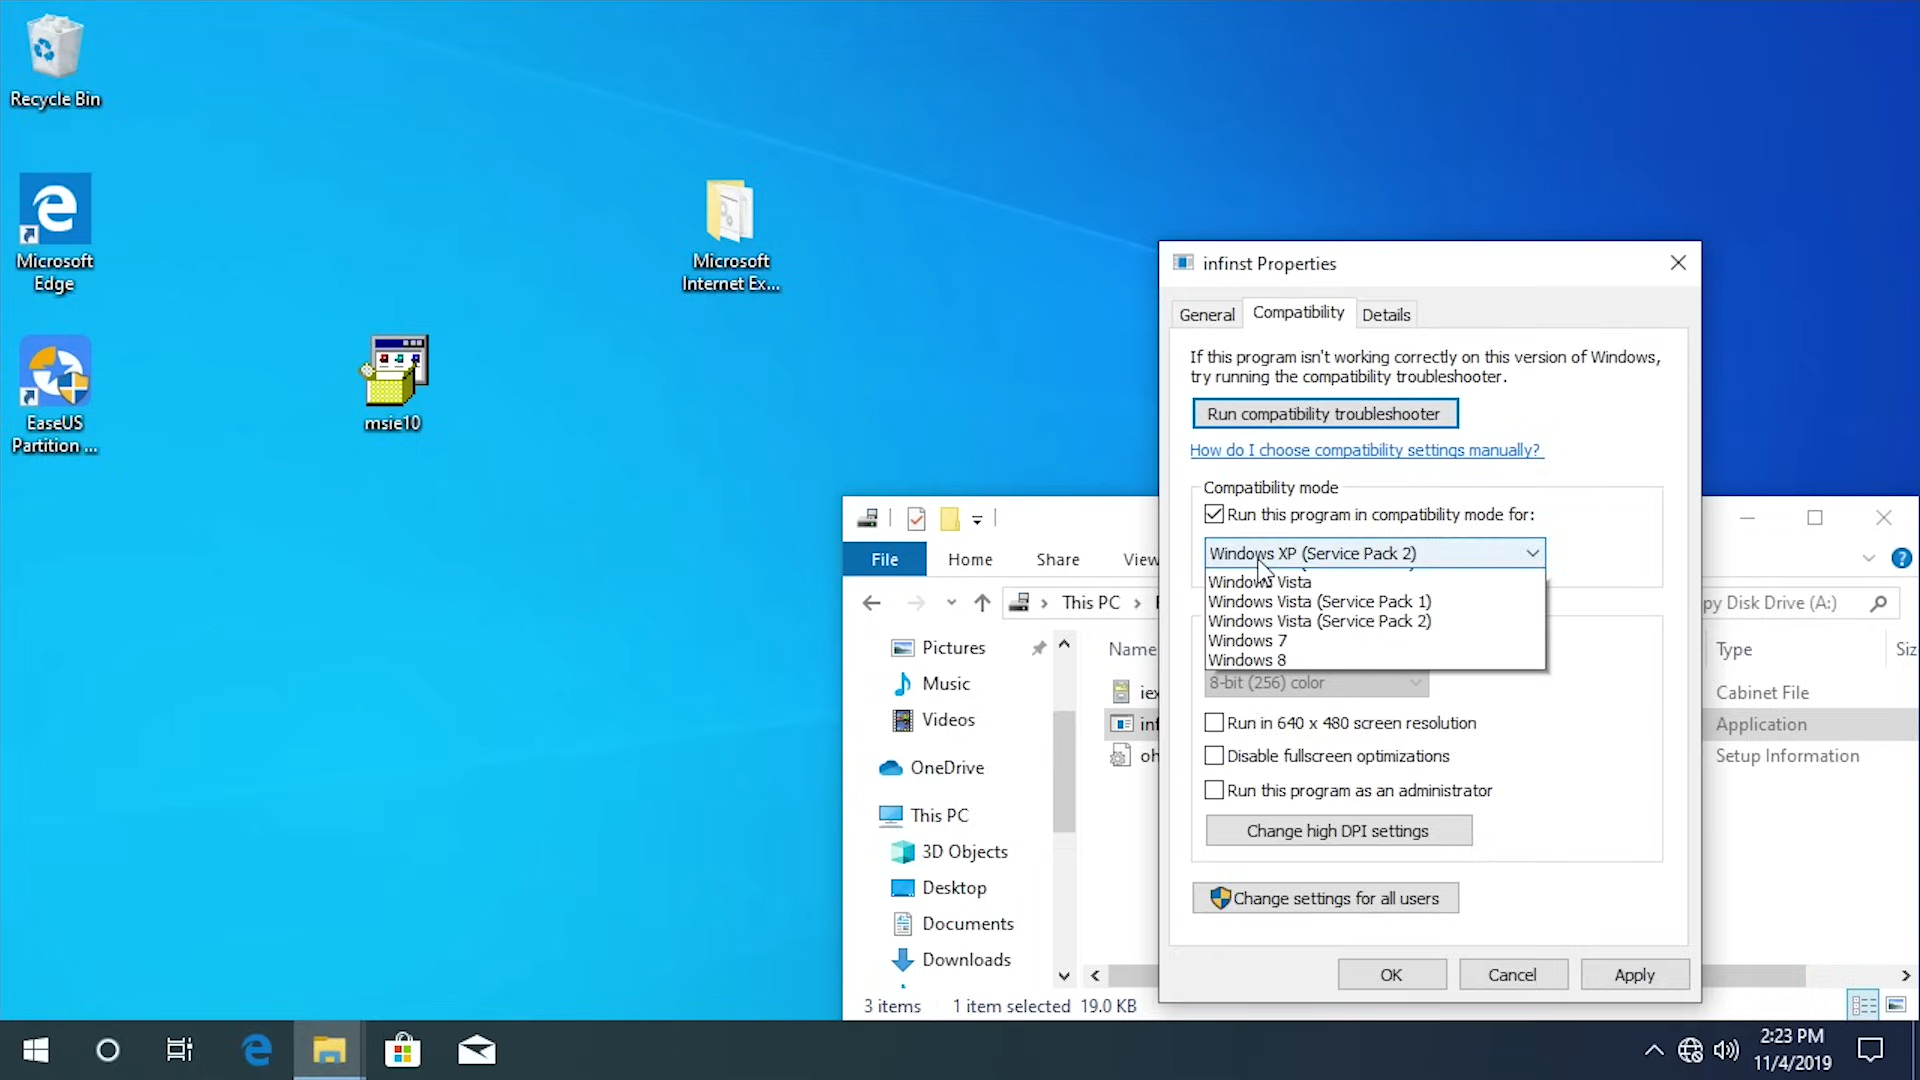 Recycle Bin
Microsoft
Edge
EaseUS
Partition ...
msie10
Microsoft
Internet Ex...
infinst Properties
General
Compatibility
Details
If this program isn't working correctly on this version of Windows,
try running the compatibility troubleshooter.
Run compatibility troubleshooter
How do I choose compatibility settings manually?
Compatibility mode
Run this program in compatibility mode for:
Windows XP (Service Pack 2)
Windows Vista
Windows Vista (Service Pack 1)
Windows Vista (Service Pack 2)
Windows 7
Windows 8
8-bit (256) color
Run in 640 x 480 screen resolution
Disable fullscreen optimizations
Run this program as an administrator
Change high DPI settings
Change settings for all users
OK
Cancel
Apply
File
Home
Share
View
This PC
py Disk Drive (A:)
Pictures
Music
Videos
OneDrive
This PC
3D Objects
Desktop
Documents
Downloads
Name
Type
Siz
iex
Cabinet File
inf
Application
oh
Setup Information
3 items
1 item selected 19.0 KB
2:23 PM
11/4/2019